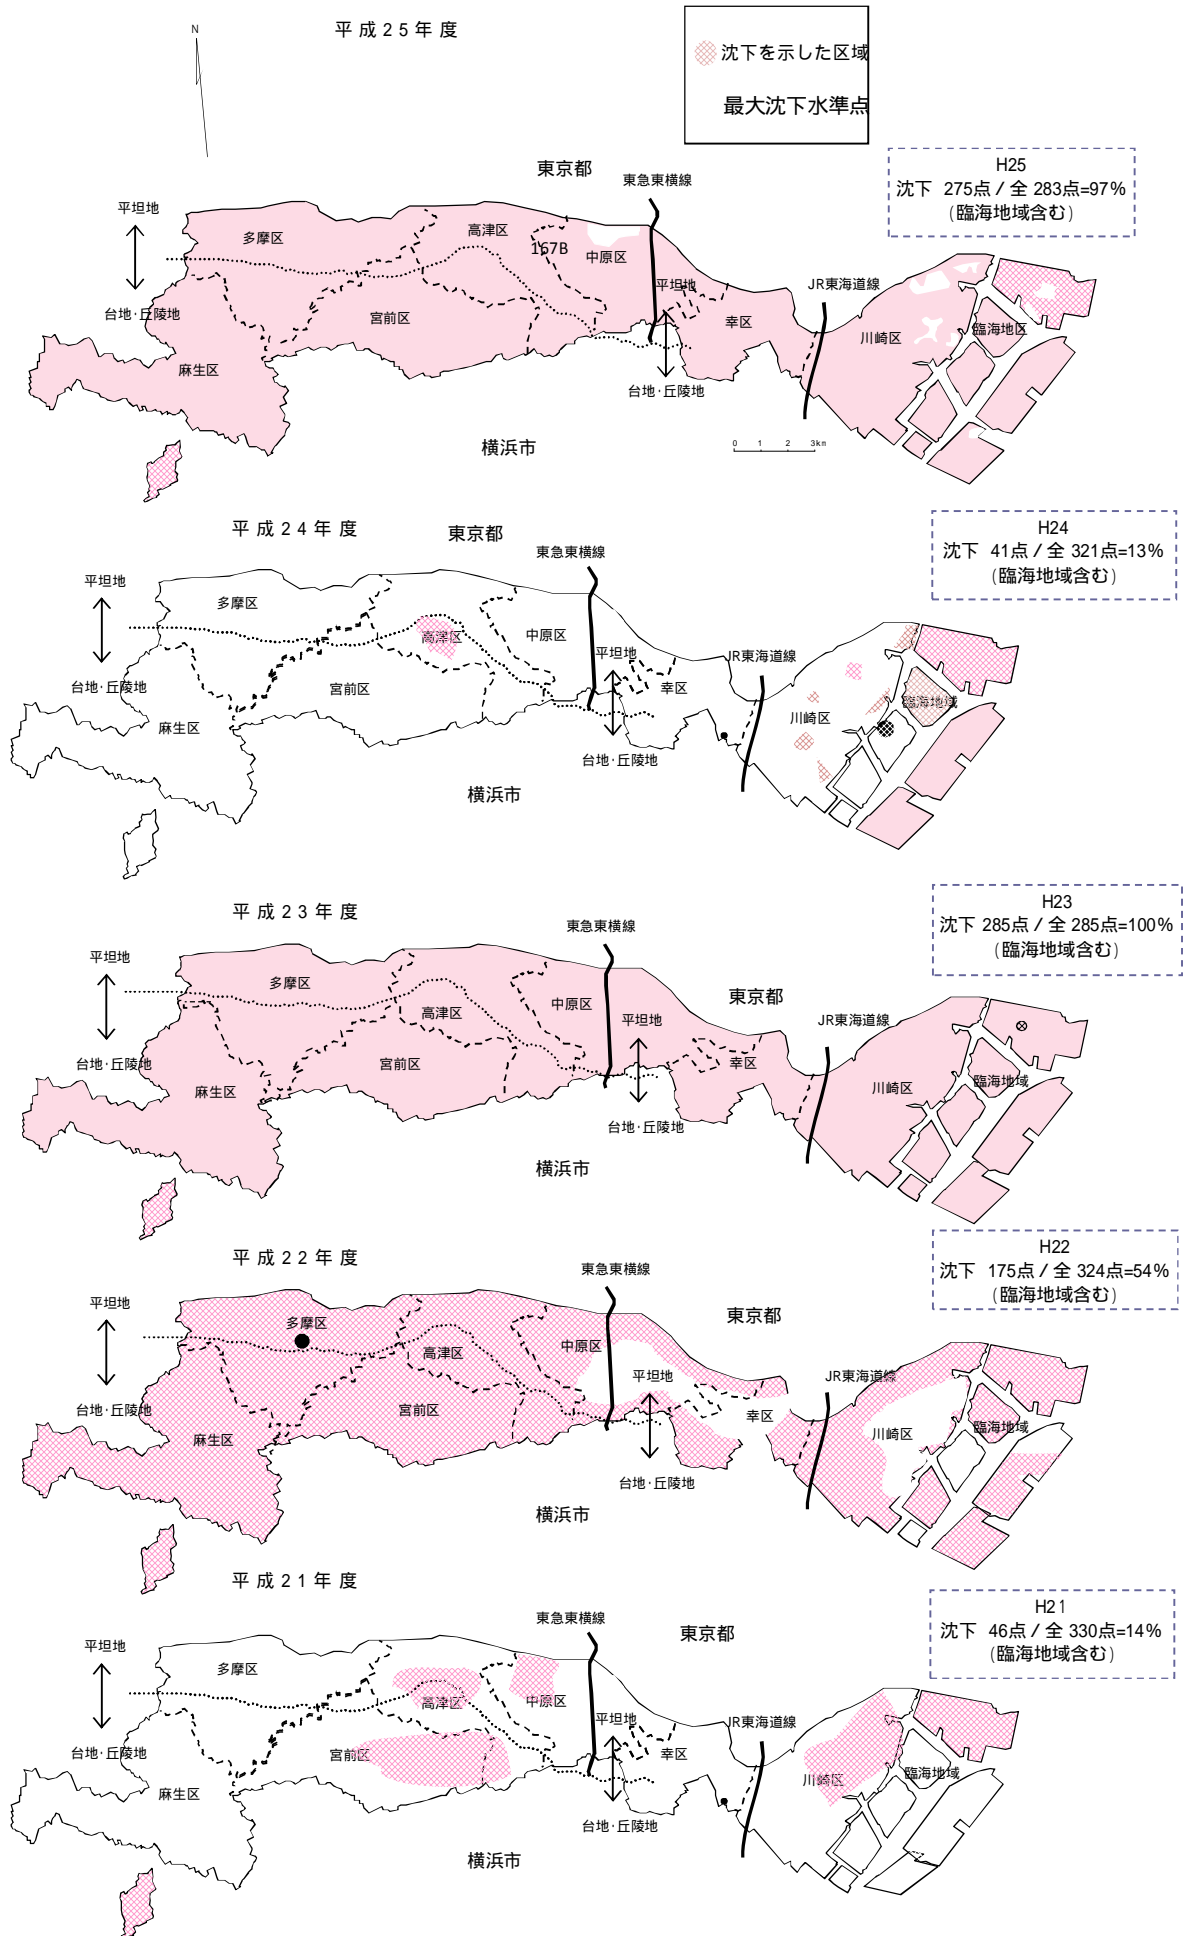 平成25年度
N
沈下を示した区域
最大沈下水準点
H25
沈下 275点/全 283点=97%
(臨海地域含む)
東京都
東急東横線
平坦地
多摩区
高津区
167B
中原区
平坦地
JR東海道線
台地・丘陵地
宮前区
幸区
川崎区
臨海地区
麻生区
台地・丘陵地
横浜市
0 1 2 3km
平成24年度
東京都
H24
沈下 41点/全 321点=13%
(臨海地域含む)
東急東横線
平坦地
多摩区
高津区
中原区
平坦地
JR東海道線
台地・丘陵地
宮前区
幸区
川崎区
臨海地域
麻生区
台地・丘陵地
横浜市
平成23年度
H23
沈下 285点/全 285点=100%
(臨海地域含む)
東急東横線
平坦地
多摩区
東京都
高津区
中原区
平坦地
JR東海道線
台地・丘陵地
宮前区
幸区
川崎区
臨海地域
麻生区
台地・丘陵地
横浜市
平成22年度
H22
沈下 175点/全 324点=54%
(臨海地域含む)
東急東横線
平坦地
多摩区
東京都
高津区
中原区
平坦地
JR東海道線
台地・丘陵地
宮前区
幸区
川崎区
臨海地域
麻生区
台地・丘陵地
横浜市
平成21年度
H21
沈下 46点/全 330点=14%
(臨海地域含む)
東急東横線
東京都
平坦地
多摩区
高津区
中原区
平坦地
JR東海道線
台地・丘陵地
宮前区
幸区
川崎区
臨海地域
麻生区
台地・丘陵地
横浜市